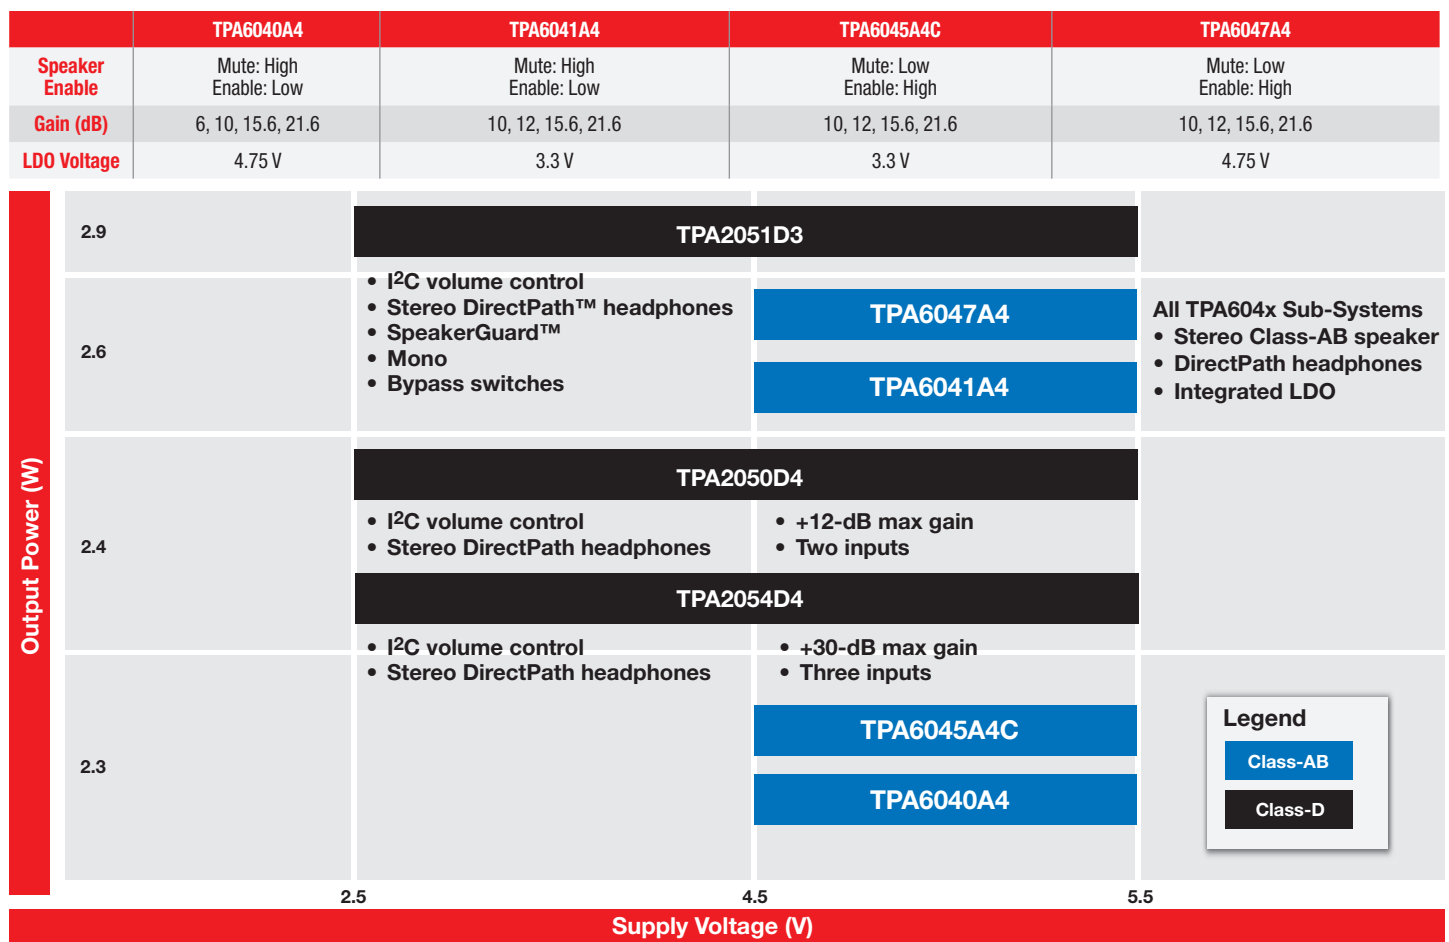 TPA6040A4 TPA6041A4 TPA6045A4C TPA6047A4
Speaker Enable Mute: High Enable: Low Mute: High Enable: Low Mute: Low Enable: High Mute: Low Enable: High
Gain (dB) 6, 10, 15.6, 21.6 10, 12, 15.6, 21.6 10, 12, 15.6, 21.6 10, 12, 15.6, 21.6
LDO Voltage 4.75 V 3.3 V 3.3 V 4.75 V
Output Power (W)
2.9
TPA2051D3
• I²C volume control
• Stereo DirectPath™ headphones
• SpeakerGuard™
• Mono
• Bypass switches
2.6
TPA6047A4
TPA6041A4
All TPA604x Sub-Systems
• Stereo Class-AB speaker
• DirectPath headphones
• Integrated LDO
2.4
TPA2050D4
• I²C volume control
• Stereo DirectPath headphones
• +12-dB max gain
• Two inputs
TPA2054D4
• I²C volume control
• Stereo DirectPath headphones
• +30-dB max gain
• Three inputs
2.3
TPA6045A4C
TPA6040A4
Legend
Class-AB
Class-D
2.5 4.5 5.5
Supply Voltage (V)